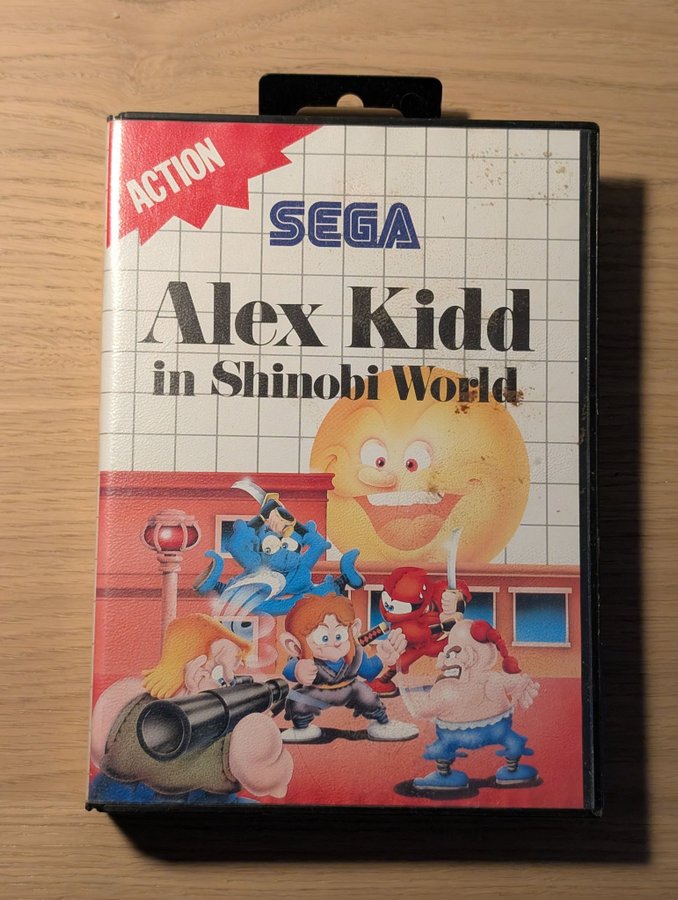 ACTION
SEGA
Alex Kidd
in Shinobi World